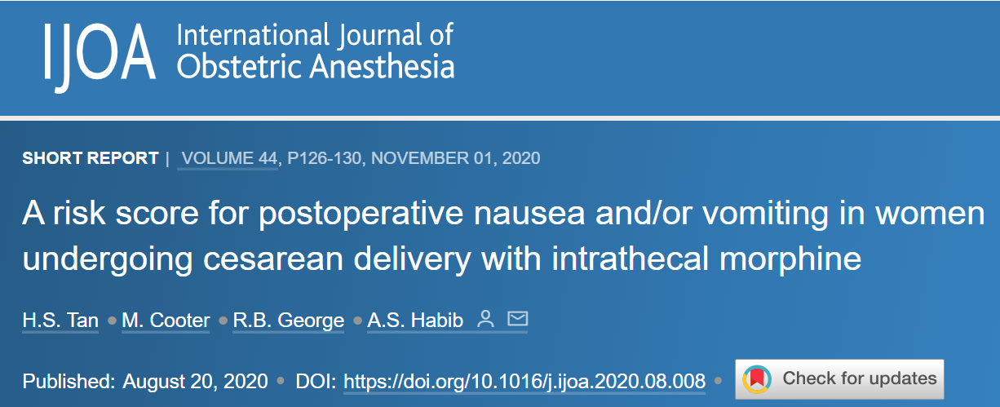 IJOA International Journal of
Obstetric Anesthesia
SHORT REPORT | VOLUME 44, P126-130, NOVEMBER 01, 2020
A risk score for postoperative nausea and/or vomiting in women
undergoing cesarean delivery with intrathecal morphine
H.S. Tan • M. Cooter • R.B. George • A.S. Habib
Published: August 20, 2020 • DOI: https://doi.org/10.1016/j.ijoa.2020.08.008 • Check for updates